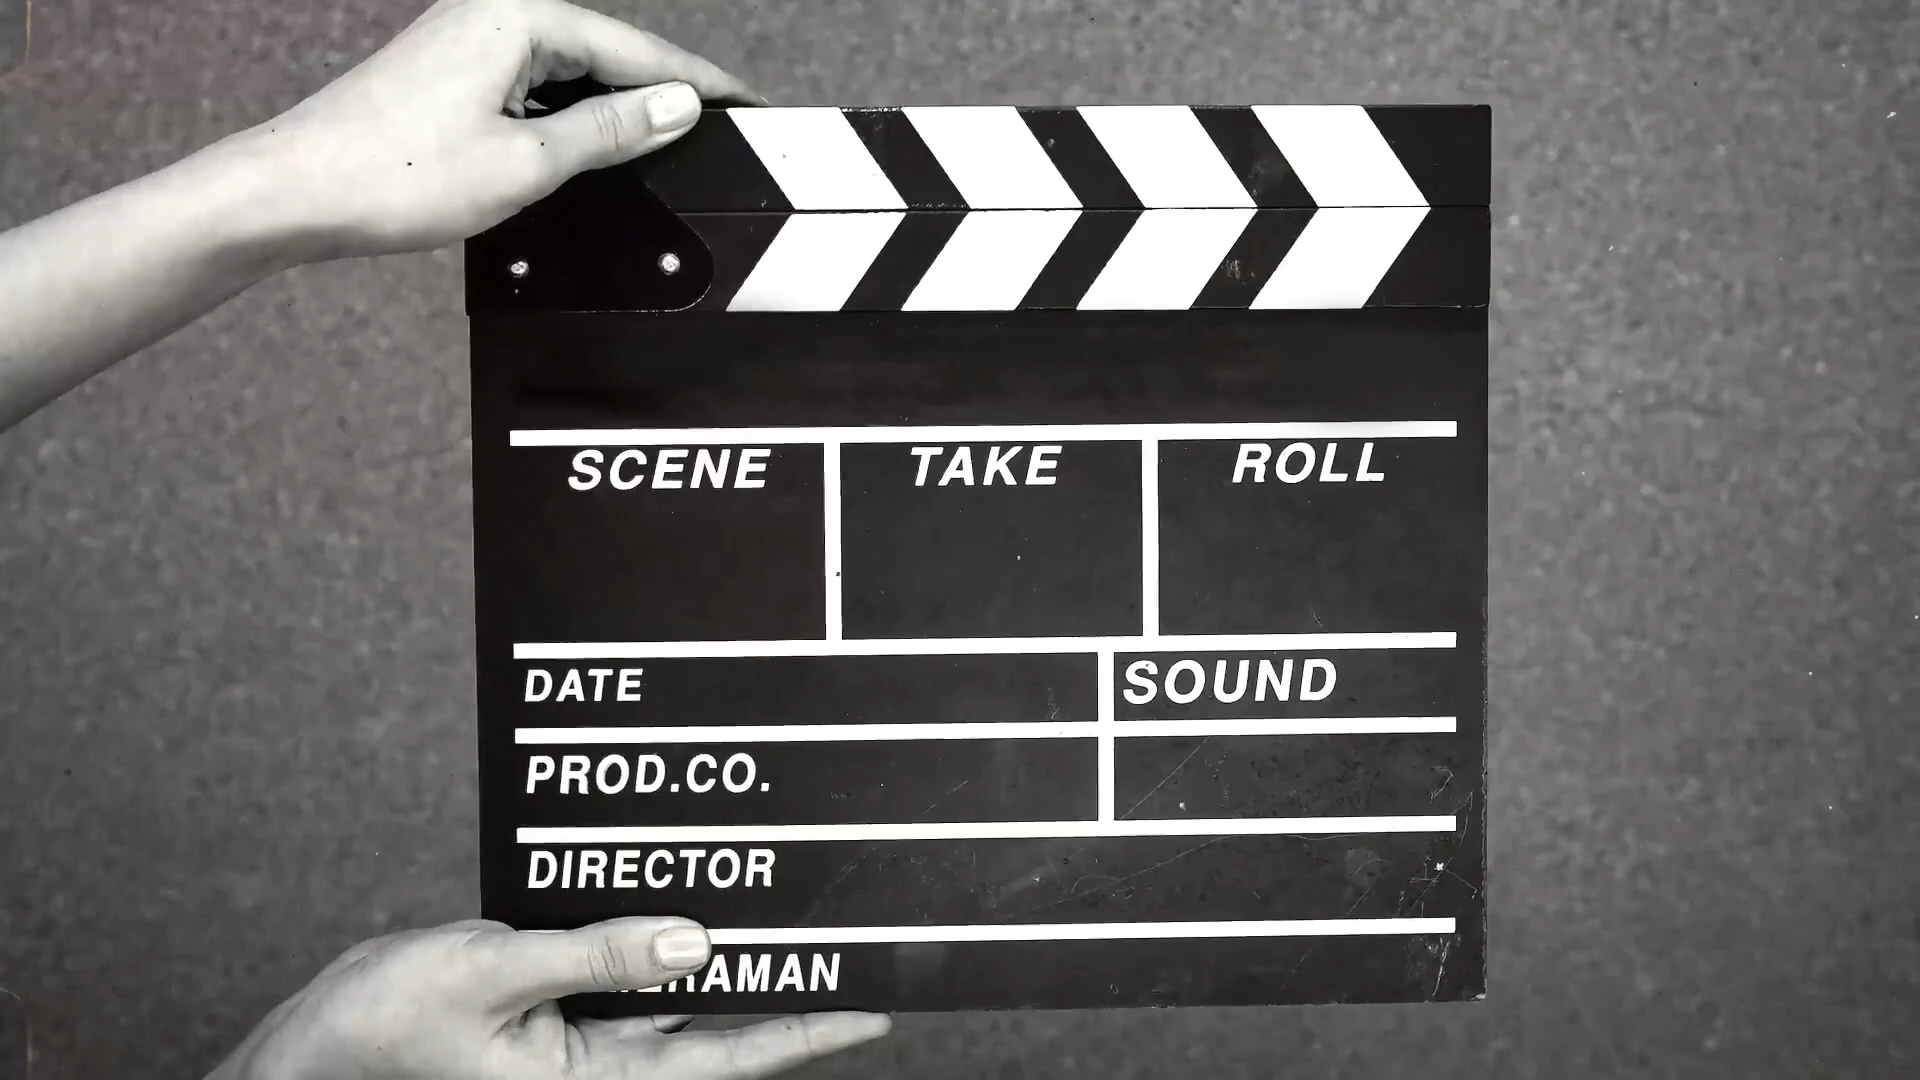 SCENE TAKE ROLL
DATE SOUND
PROD.CO.
DIRECTOR